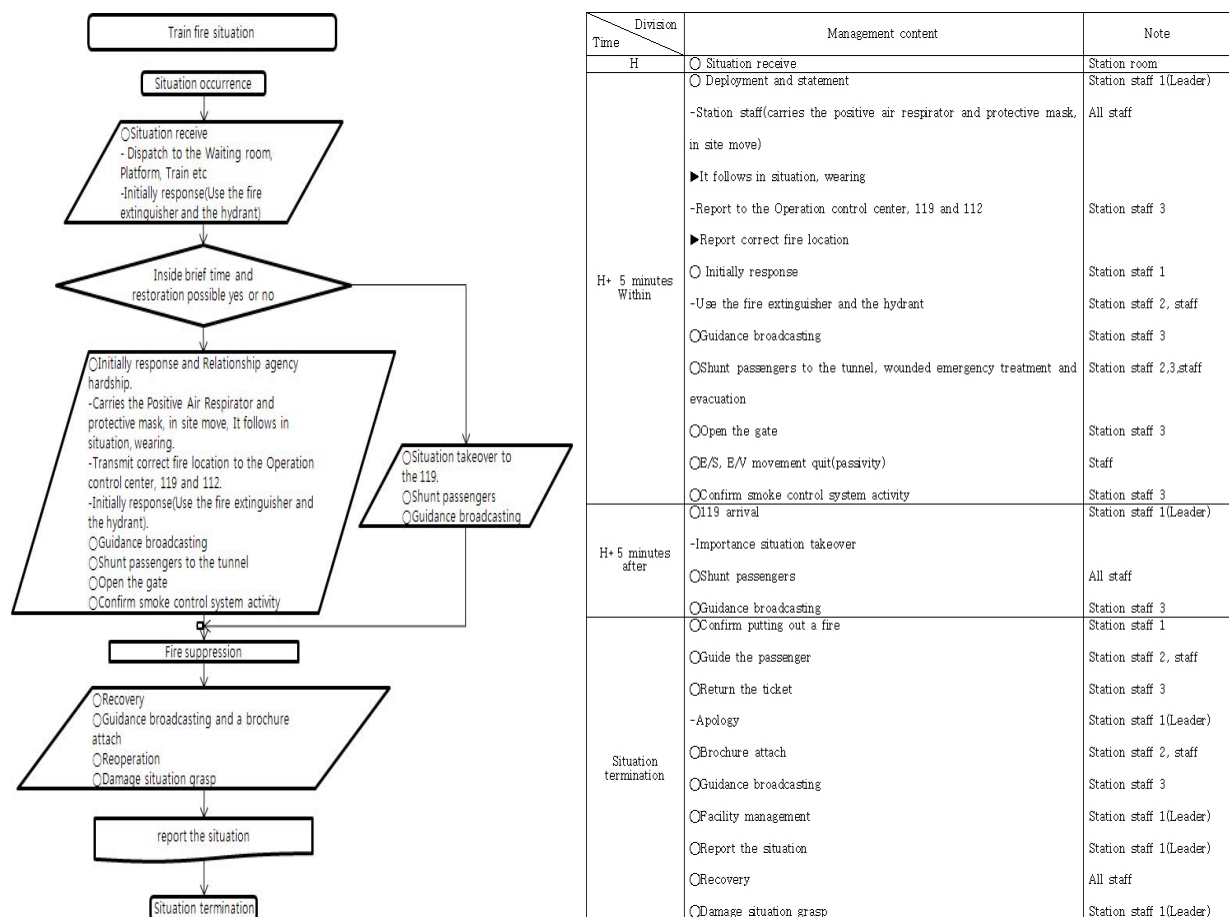 Train fire situation
Situation occurrence
○Situation receive
- Dispatch to the Waiting room,
Platform, Train etc
-Initially response(Use the fire
extinguisher and the hydrant)
Inside brief time and
restoration possible yes or no
○Initially response and Relationship agency
hardship.
-Carries the Positive Air Respirator and
protective mask, in site move, It follows in
situation, wearing.
-Transmit correct fire location to the Operation
control center, 119 and 112.
-Initially response(Use the fire extinguisher and
the hydrant).
○Guidance broadcasting
○Shunt passengers to the tunnel
○Open the gate
○Confirm smoke control system activity
○Situation takeover to
the 119.
○Shunt passengers
○Guidance broadcasting
Fire suppression
○Recovery
○Guidance broadcasting and a brochure
attach
○Reoperation
○Damage situation grasp
report the situation
Situation termination
Division
Time
Management content
Note
H
○ Situation receive
Station room
H+ 5 minutes
Within
○ Deployment and statement
Station staff 1(Leader)
-Station staff(carries the positive air respirator and protective mask,
All staff
in site move)
▶It follows in situation, wearing
-Report to the Operation control center, 119 and 112
Station staff 3
▶Report correct fire location
○ Initially response
Station staff 1
-Use the fire extinguisher and the hydrant
Station staff 2, staff
○Guidance broadcasting
Station staff 3
○Shunt passengers to the tunnel, wounded emergency treatment and
Station staff 2,3,staff
evacuation
○Open the gate
Station staff 3
○E/S, E/V movement quit(passivity)
Staff
○Confirm smoke control system activity
Station staff 3
H+5 minutes
after
○119 arrival
Station staff 1(Leader)
-Importance situation takeover
○Shunt passengers
All staff
○Guidance broadcasting
Station staff 3
Situation
termination
○Confirm putting out a fire
Station staff 1
○Guide the passenger
Station staff 2, staff
○Return the ticket
Station staff 3
-Apology
Station staff 1(Leader)
○Brochure attach
Station staff 2, staff
○Guidance broadcasting
Station staff 3
○Facility management
Station staff 1(Leader)
○Report the situation
Station staff 1(Leader)
○Recovery
All staff
○Damage situation grasp
Station staff 1(Leader)